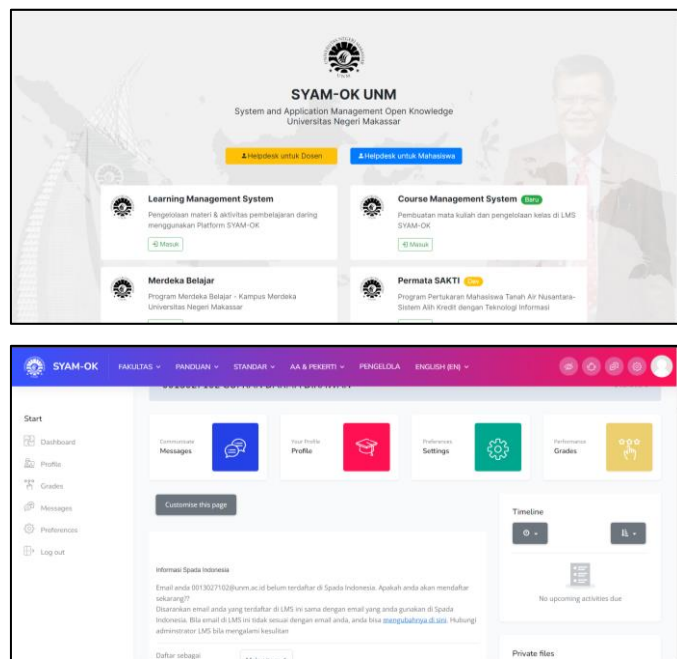 SYAM-OK UNM
System and Application Management Open Knowledge
Universitas Negeri Makassar
Helpdesk untuk Dosen
Helpdesk untuk Mahasiswa
Learning Management System
Pengelolaan materi & aktivitas pembelajaran daring
menggunakan Platform SYAM-OK
Masuk
Course Management System Baru
Pembuatan mata kuliah dan pengelolaan kelas di LMS
SYAM-OK
Masuk
Merdeka Belajar
Program Merdeka Belajar - Kampus Merdeka
Universitas Negeri Makassar
Permata SAKTI
Program Pertukaran Mahasiswa Tanah Air Nusantara-
Sistem Alih Kredit dengan Teknologi Informasi
SYAM-OK
FAKULTAS
PANDUAN
STANDAR
AA & PEKERTI
PENGELOLA
ENGLISH (EN)
Start
Dashboard
Profile
Grades
Messages
Preferences
Log out
Communicate
Messages
Your Profile
Profile
Preferences
Settings
Performance
Grades
Customise this page
Informasi Spada Indonesia
Email anda 0013027102@unm.ac.id belum terdaftar di Spada Indonesia. Apakah anda akan mendaftar
sekarang??
Disarankan email anda yang terdaftar di LMS ini sama dengan email yang anda gunakan di Spada
Indonesia. Bila email di LMS ini tidak sesuai dengan email anda, anda bisa mengubahnya di sini. Hubungi
administrator LMS bila mengalami kesulitan
Daftar sebagai
Timeline
No upcoming activities due
Private files